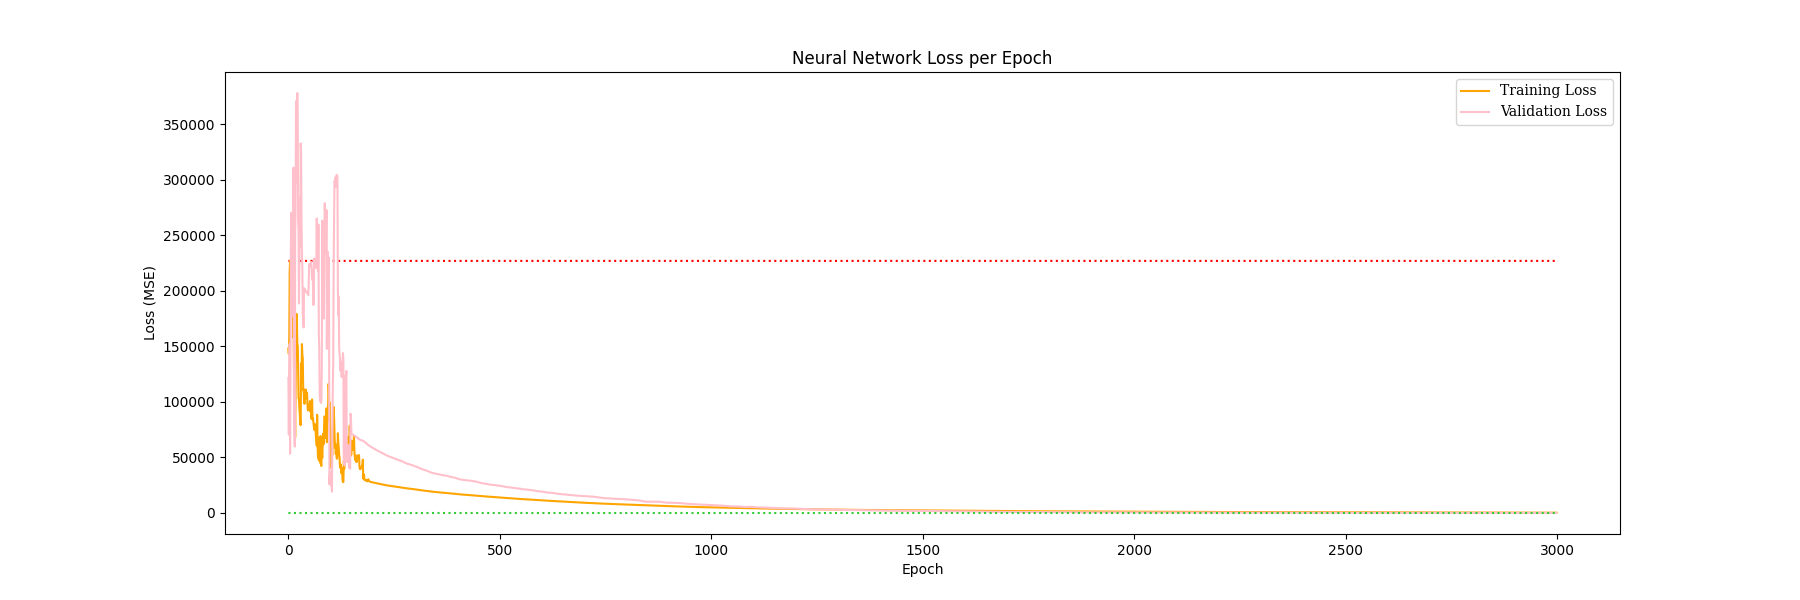 Neural Network Loss per Epoch
Training Loss
Validation Loss
350000
300000
250000
200000
150000
100000
50000
0
Loss (MSE)
0 500 1000 1500 2000 2500 3000
Epoch